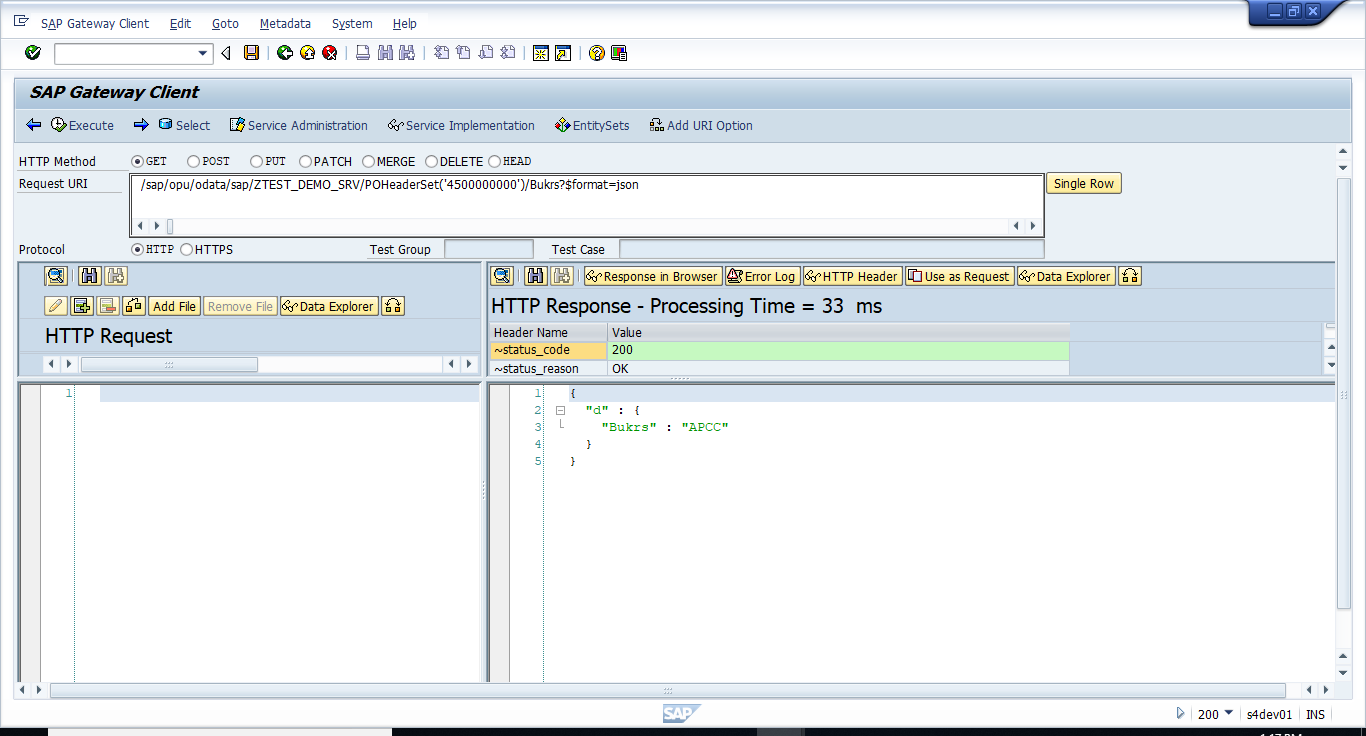 SAP Gateway Client Edit Goto Metadata System Help
SAP Gateway Client
Execute Select Service Administration Service Implementation EntitySets Add URI Option
HTTP Method GET POST PUT PATCH MERGE DELETE HEAD
Request URI /sap/opu/odata/sap/ZTEST_DEMO_SRV/POHeaderSet('4500000000')/Bukrs?$format=json Single Row
Protocol HTTP HTTPS Test Group Test Case
Response in Browser Error Log HTTP Header Use as Request Data Explorer
Add File Remove File Data Explorer
HTTP Response - Processing Time = 33 ms
HTTP Request
Header Name Value
~status_code 200
~status_reason OK
1
1 {
2 "d" : {
3 "Bukrs" : "APCC"
4 }
5 }
SAP
200 s4dev01 INS